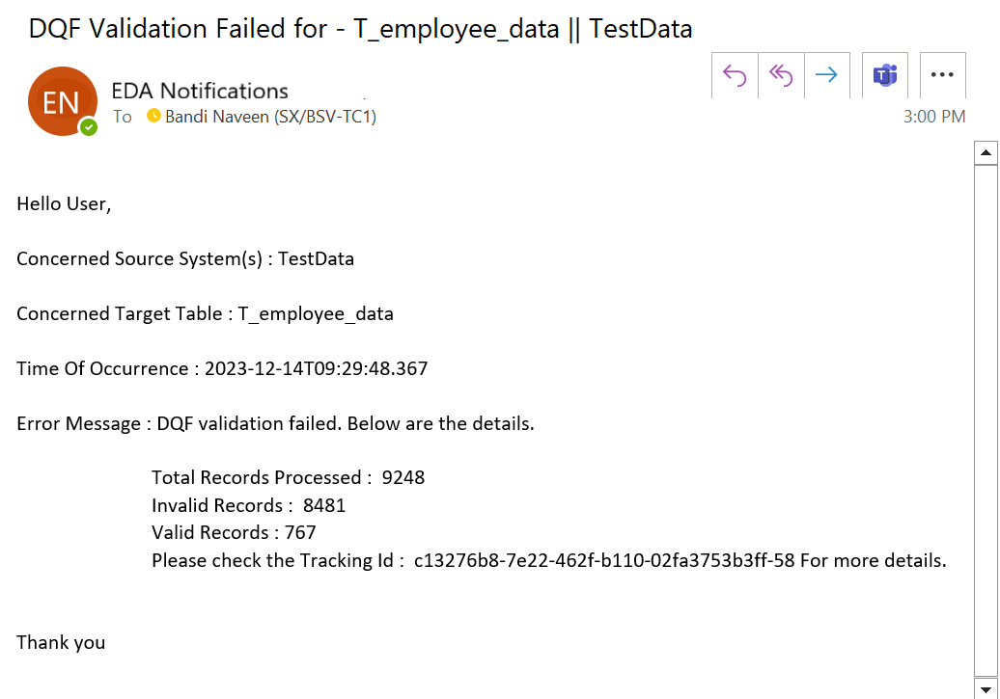 DQF Validation Failed for - T_employee_data || TestData
EN
EDA Notifications
To Bandi Naveen (SX/BSV-TC1)
3:00 PM
Hello User,
Concerned Source System(s) : TestData
Concerned Target Table : T_employee_data
Time Of Occurrence : 2023-12-14T09:29:48.367
Error Message : DQF validation failed. Below are the details.
Total Records Processed :  9248
Invalid Records :  8481
Valid Records : 767
Please check the Tracking Id :  c13276b8-7e22-462f-b110-02fa3753b3ff-58 For more details.
Thank you